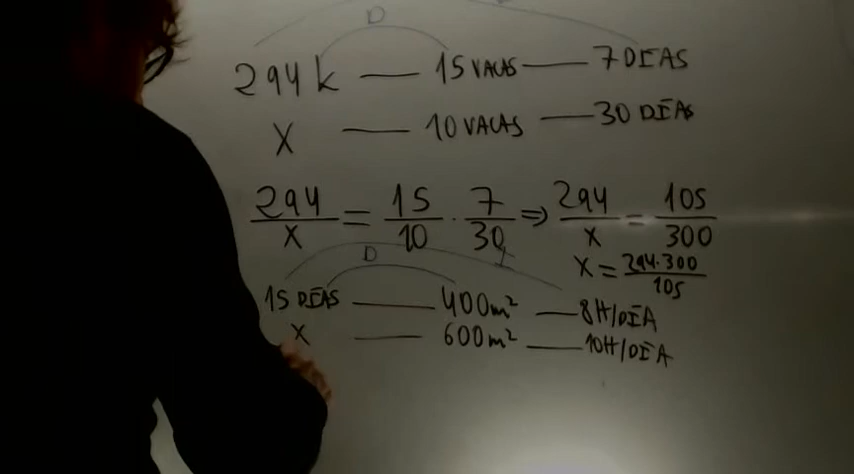 D
294 k — 15 VACAS — 7 DÍAS
X — 10 VACAS — 30 DÍAS
294/X = 15/10 · 7/30 ⇒ 294/X = 105/300
X = 294·300/105
D I
15 DÍAS — 400m² — 8H/DÍA
X — 600m² — 10H/DÍA